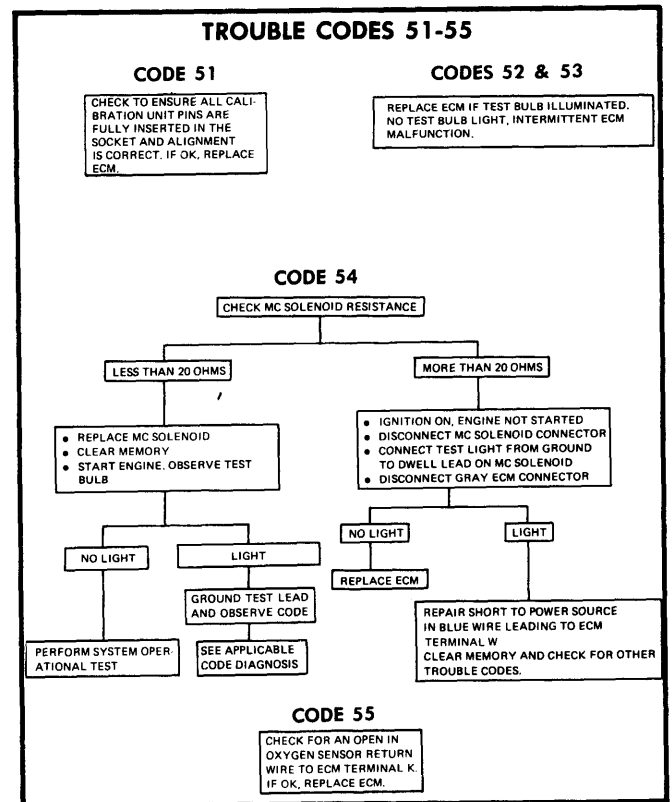 TROUBLE CODES 51-55
CODE 51
CHECK TO ENSURE ALL CALI-
BRATION UNIT PINS ARE
FULLY INSERTED IN THE
SOCKET AND ALIGNMENT
IS CORRECT. IF OK, REPLACE
ECM.
CODES 52 & 53
REPLACE ECM IF TEST BULB ILLUMINATED.
NO TEST BULB LIGHT, INTERMITTENT ECM
MALFUNCTION.
CODE 54
CHECK MC SOLENOID RESISTANCE
LESS THAN 20 OHMS
MORE THAN 20 OHMS
• REPLACE MC SOLENOID
• CLEAR MEMORY
• START ENGINE. OBSERVE TEST
BULB
• IGNITION ON, ENGINE NOT STARTED
• DISCONNECT MC SOLENOID CONNECTOR
• CONNECT TEST LIGHT FROM GROUND
TO DWELL LEAD ON MC SOLENOID
• DISCONNECT GRAY ECM CONNECTOR
NO LIGHT
LIGHT
NO LIGHT
LIGHT
REPLACE ECM
GROUND TEST LEAD
AND OBSERVE CODE
PERFORM SYSTEM OPER-
ATIONAL TEST
SEE APPLICABLE
CODE DIAGNOSIS
REPAIR SHORT TO POWER SOURCE
IN BLUE WIRE LEADING TO ECM
TERMINAL W
CLEAR MEMORY AND CHECK FOR OTHER
TROUBLE CODES.
CODE 55
CHECK FOR AN OPEN IN
OXYGEN SENSOR RETURN
WIRE TO ECM TERMINAL K.
IF OK, REPLACE ECM.